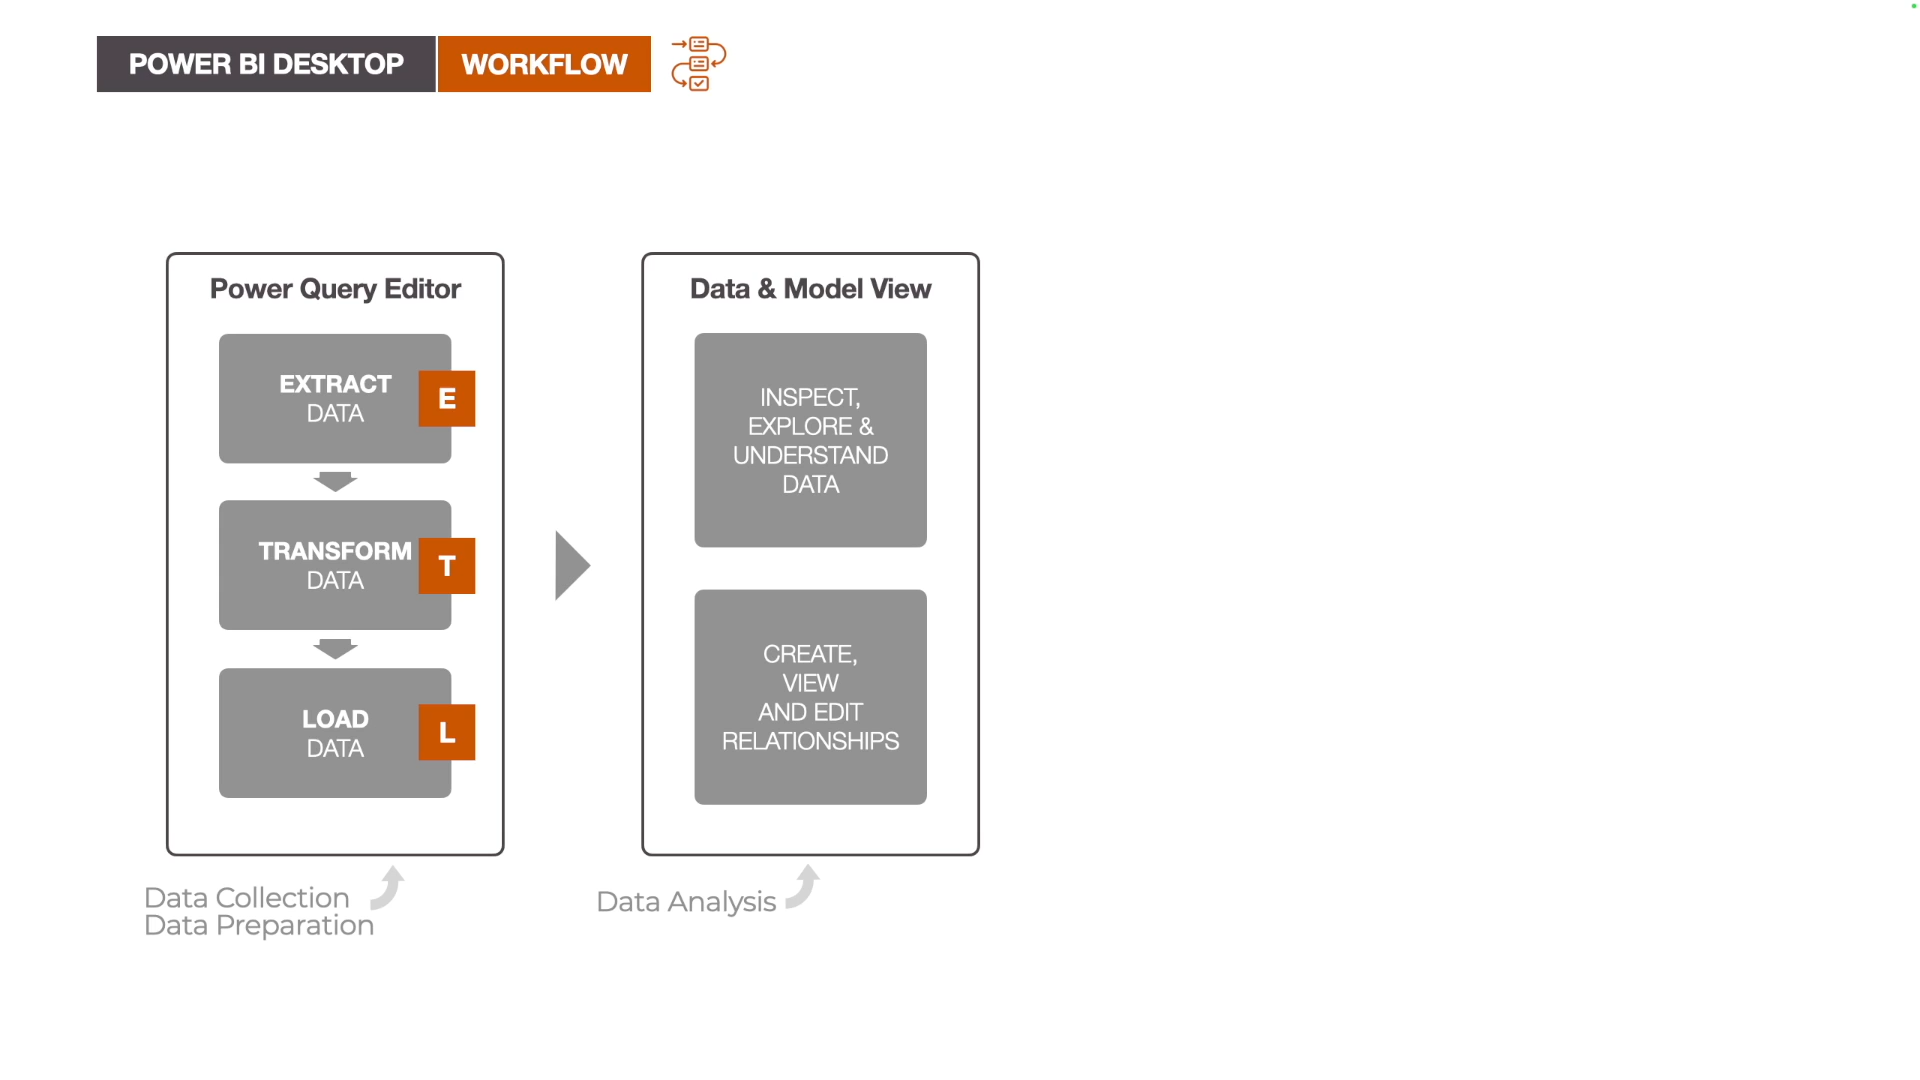 POWER BI DESKTOP WORKFLOW
Power Query Editor
EXTRACT
DATA
E
TRANSFORM
DATA
T
LOAD
DATA
L
Data Collection
Data Preparation
Data & Model View
INSPECT,
EXPLORE &
UNDERSTAND
DATA
CREATE,
VIEW
AND EDIT
RELATIONSHIPS
Data Analysis